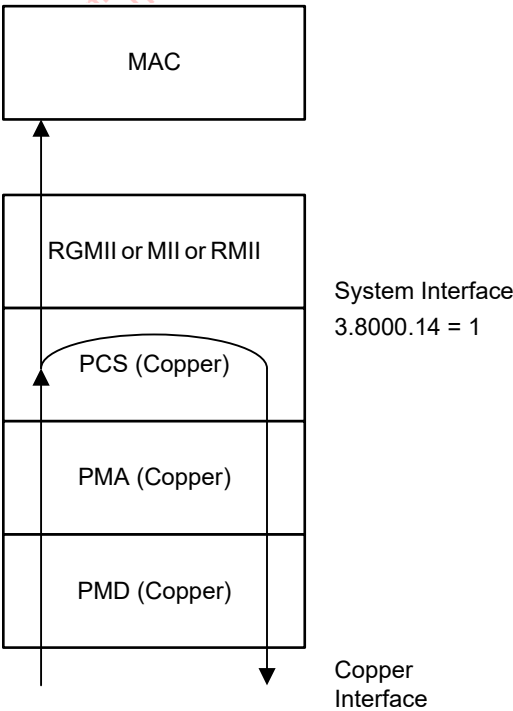 MAC
RGMII or MII or RMII
System Interface
3.8000.14 = 1
PCS (Copper)
PMA (Copper)
PMD (Copper)
Copper
Interface